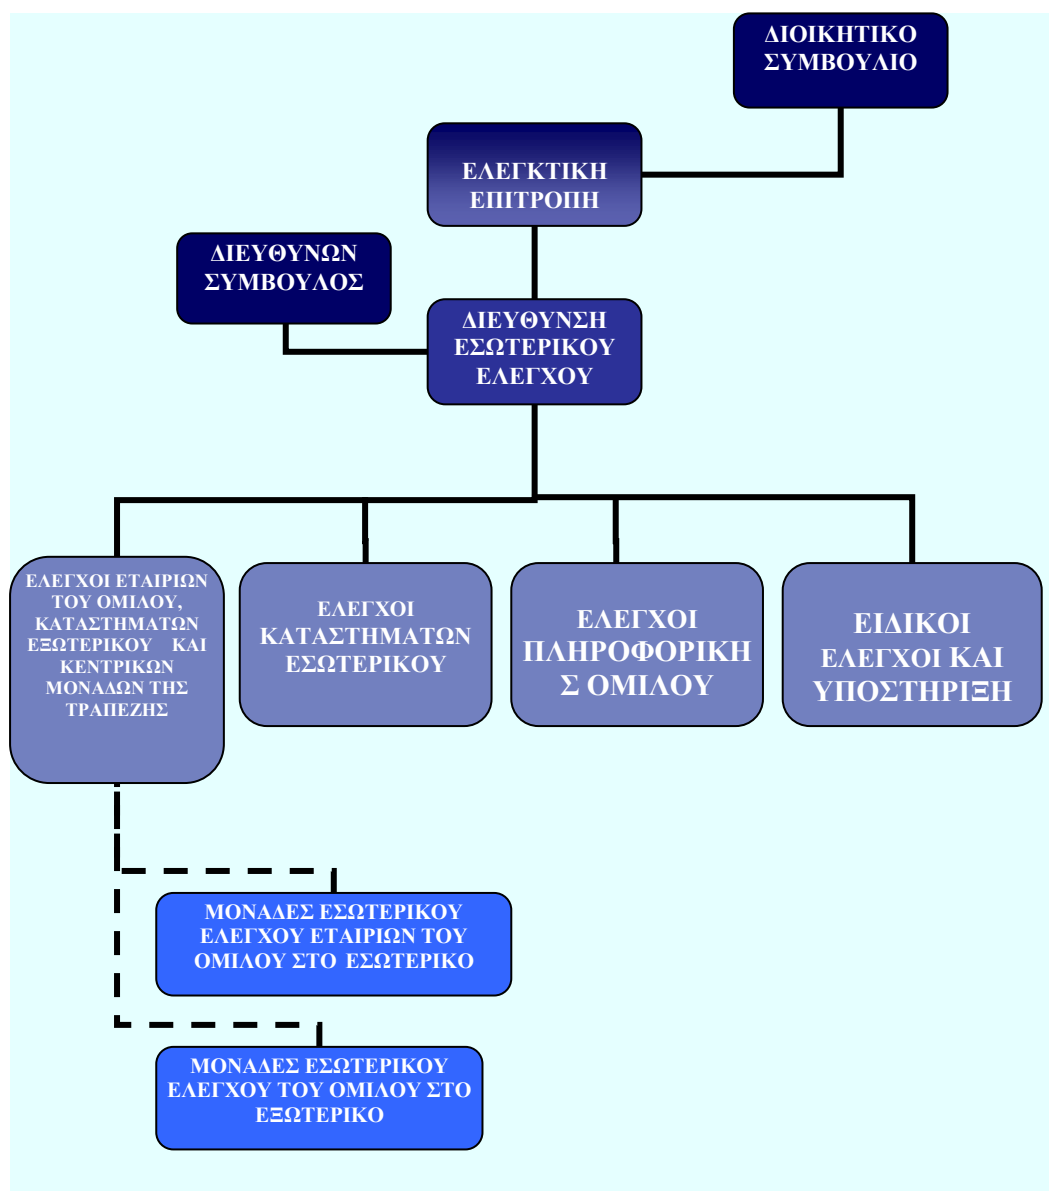 ΔΙΟΙΚΗΤΙΚΟ
ΣΥΜΒΟΥΛΙΟ
ΕΛΕΓΚΤΙΚΗ
ΕΠΙΤΡΟΠΗ
ΔΙΕΥΘΥΝΩΝ
ΣΥΜΒΟΥΛΟΣ
ΔΙΕΥΘΥΝΣΗ
ΕΣΩΤΕΡΙΚΟΥ
ΕΛΕΓΧΟΥ
ΕΛΕΓΧΟΙ ΕΤΑΙΡΙΩΝ
ΤΟΥ ΟΜΙΛΟΥ,
ΚΑΤΑΣΤΗΜΑΤΩΝ
ΕΞΩΤΕΡΙΚΟΥ ΚΑΙ
ΚΕΝΤΡΙΚΩΝ
ΜΟΝΑΔΩΝ ΤΗΣ
ΤΡΑΠΕΖΗΣ
ΕΛΕΓΧΟΙ
ΚΑΤΑΣΤΗΜΑΤΩΝ
ΕΣΩΤΕΡΙΚΟΥ
ΕΛΕΓΧΟΙ
ΠΛΗΡΟΦΟΡΙΚΗ
Σ ΟΜΙΛΟΥ
ΕΙΔΙΚΟΙ
ΕΛΕΓΧΟΙ ΚΑΙ
ΥΠΟΣΤΗΡΙΞΗ
ΜΟΝΑΔΕΣ ΕΣΩΤΕΡΙΚΟΥ
ΕΛΕΓΧΟΥ ΕΤΑΙΡΙΩΝ ΤΟΥ
ΟΜΙΛΟΥ ΣΤΟ ΕΣΩΤΕΡΙΚΟ
ΜΟΝΑΔΕΣ ΕΣΩΤΕΡΙΚΟΥ
ΕΛΕΓΧΟΥ ΤΟΥ ΟΜΙΛΟΥ ΣΤΟ
ΕΞΩΤΕΡΙΚΟ